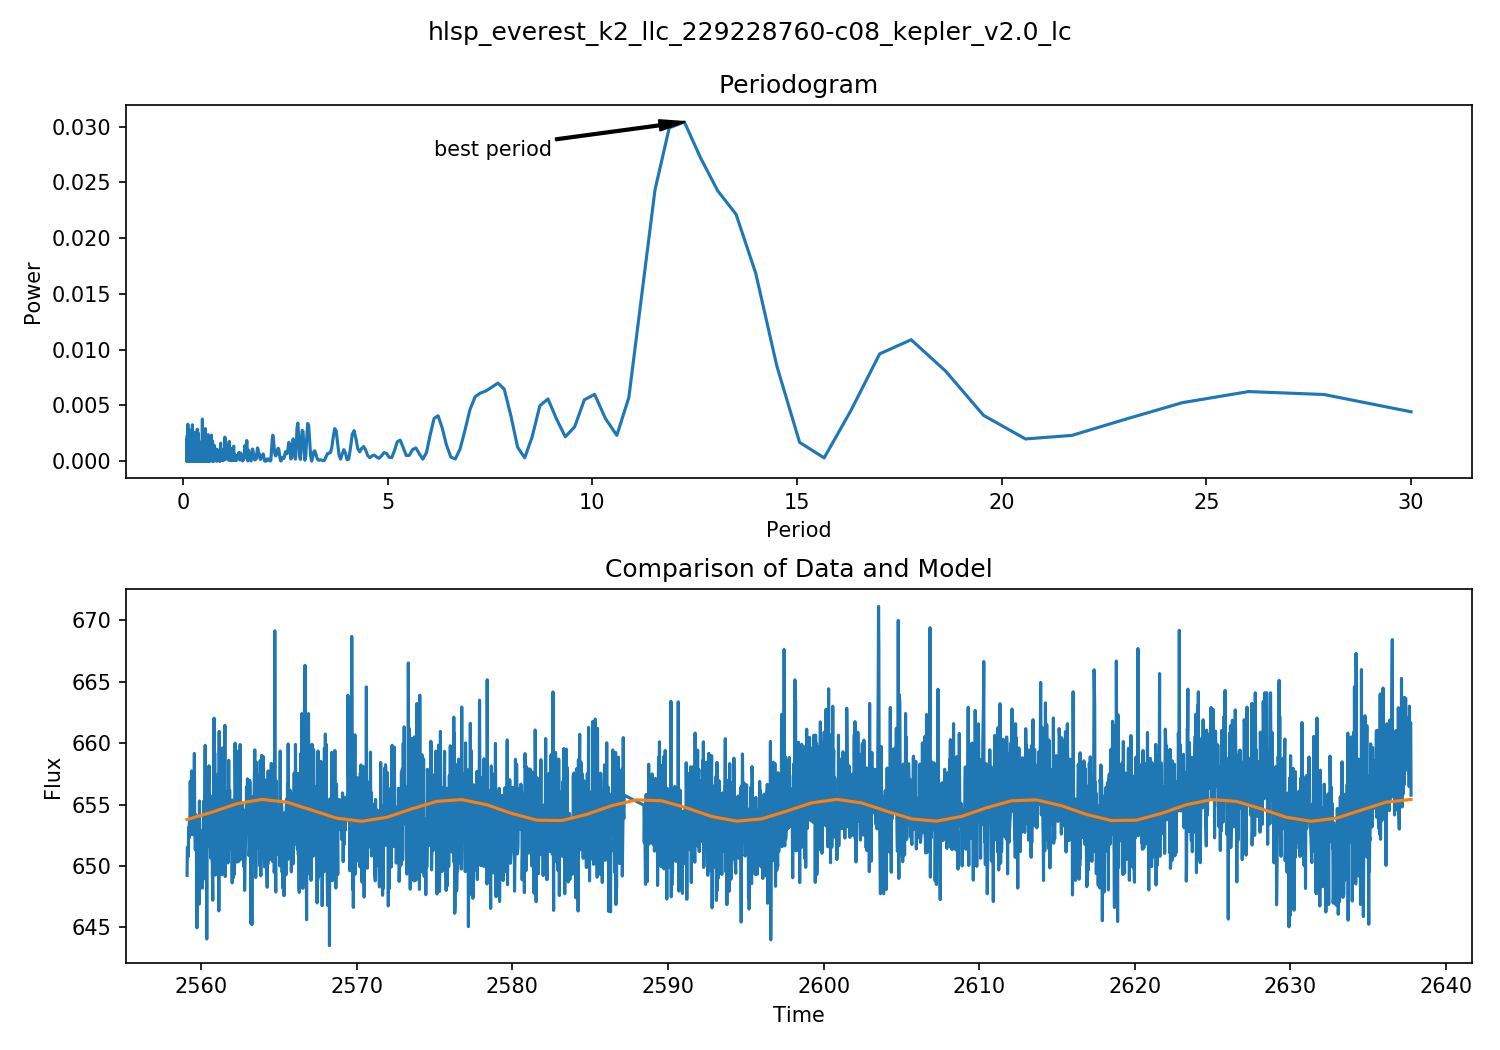 hlsp_everest_k2_llc_229228760-c08_kepler_v2.0_lc
Periodogram
best period
0.030
0.025
0.020
0.015
0.010
0.005
0.000
Power
0 5 10 15 20 25 30
Period
Comparison of Data and Model
670
665
660
655
650
645
Flux
2560 2570 2580 2590 2600 2610 2620 2630 2640
Time